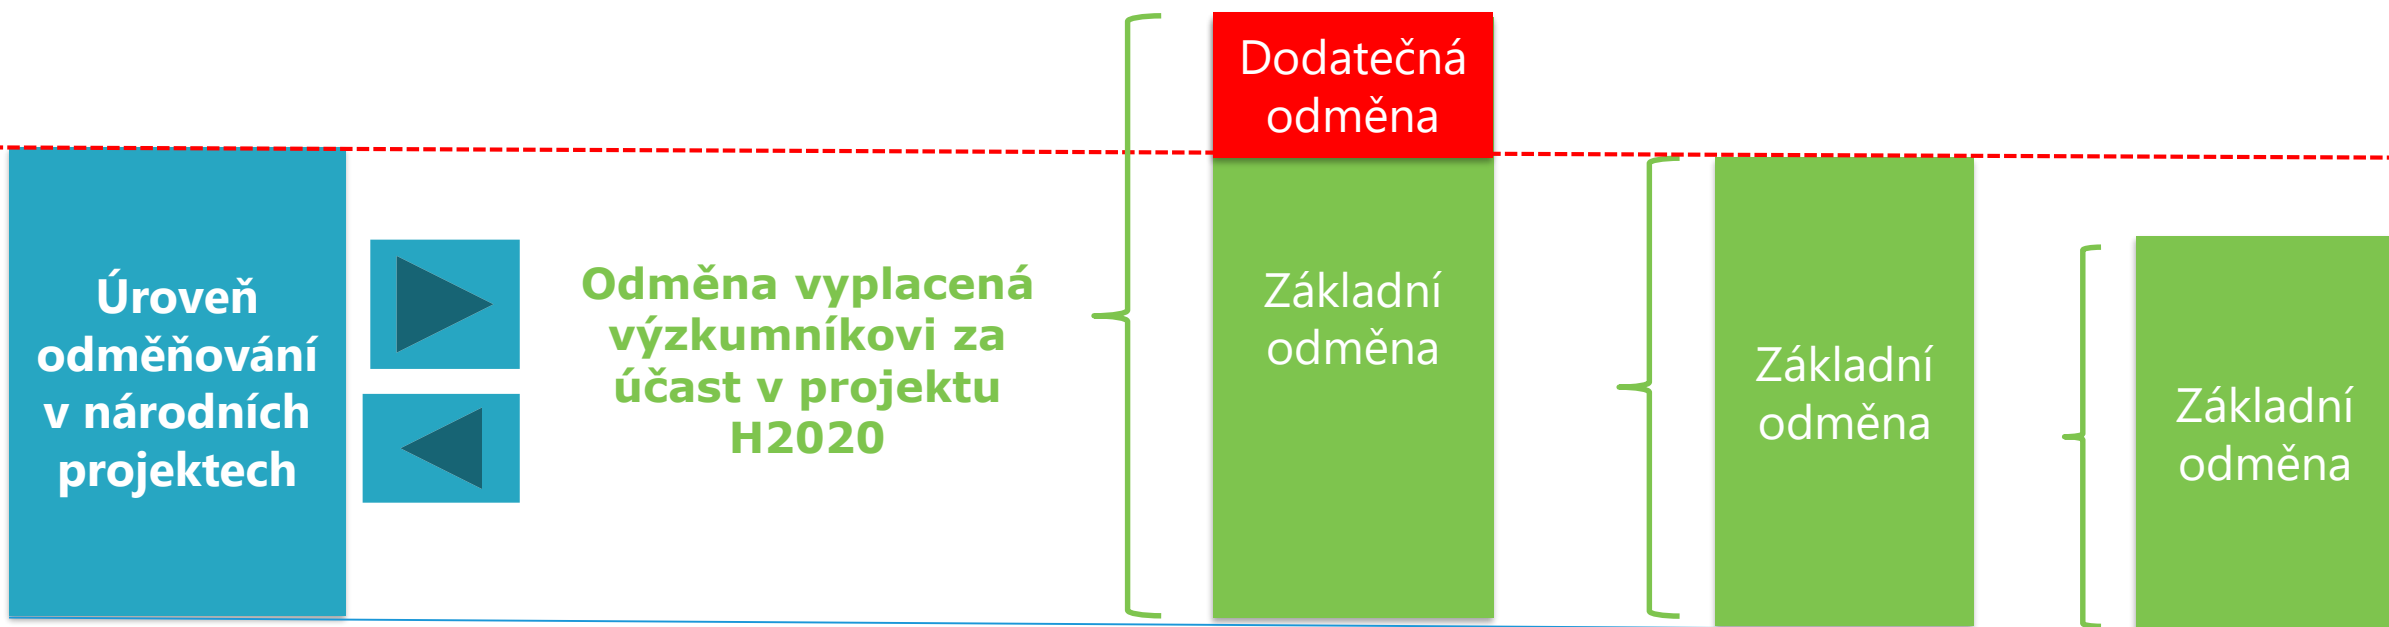 Úroveň
odměňování
v národních
projektech
Odměna vyplacená
výzkumníkovi za
účast v projektu
H2020
Dodatečná
odměna
Základní
odměna
Základní
odměna
Základní
odměna